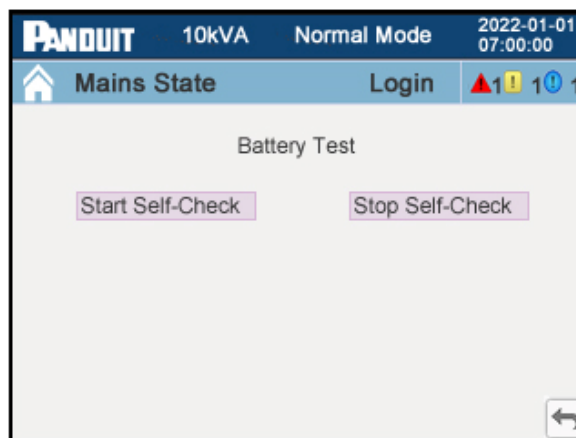 PANDUIT 10kVA Normal Mode 2022-01-01
07:00:00
Mains State Login 1 ! 1 ! 1
Battery Test
Start Self-Check Stop Self-Check